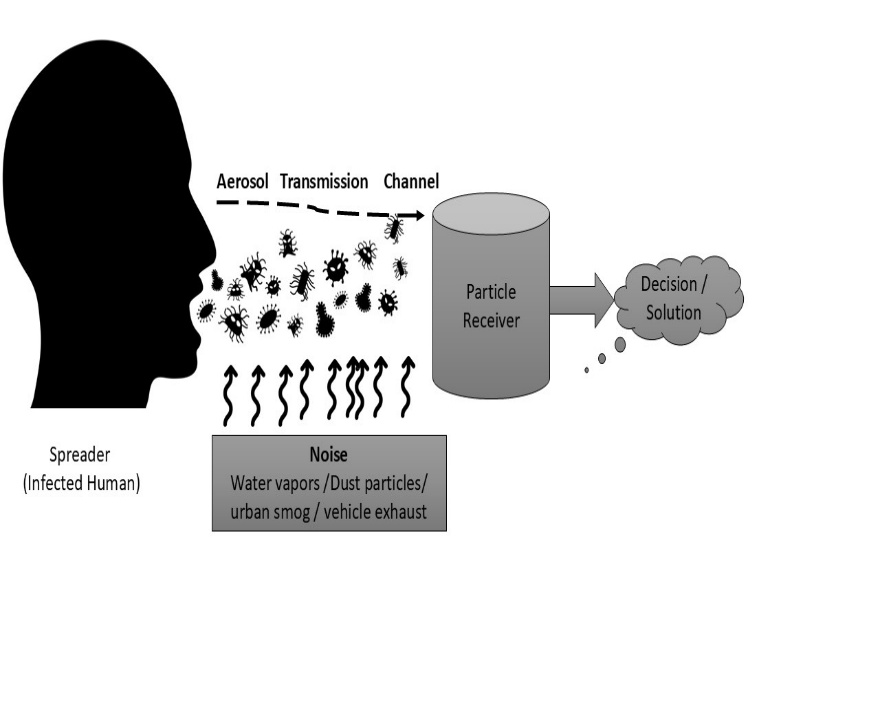 Aerosol Transmission Channel
Particle
Receiver
Decision /
Solution
Spreader
(Infected Human)
Noise
Water vapors /Dust particles/
urban smog / vehicle exhaust